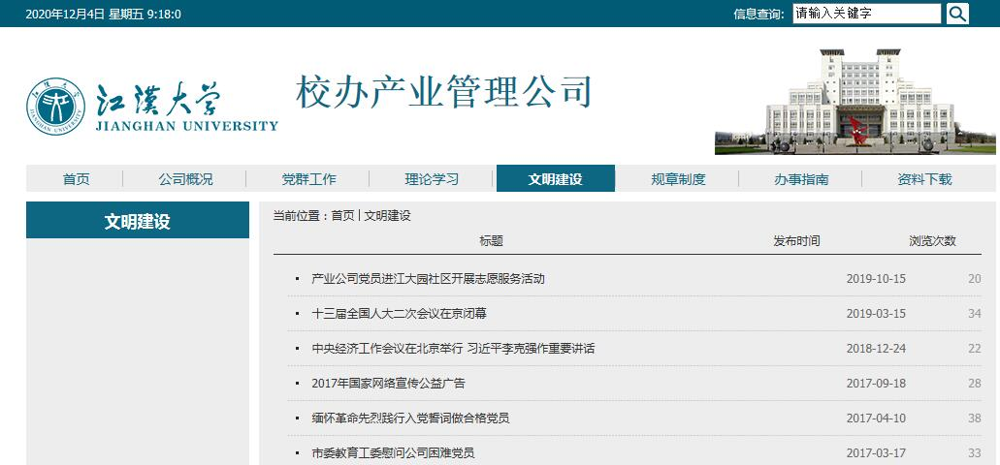 2020年12月4日 星期五 9:18:0 信息查询: 请输入关键字
江汉大学 校办产业管理公司
JIANGHAN UNIVERSITY
首页 公司概况 党群工作 理论学习 文明建设 规章制度 办事指南 资料下载
文明建设
当前位置：首页 | 文明建设
标题 发布时间 浏览次数
产业公司党员进江大园社区开展志愿服务活动 2019-10-15 20
十三届全国人大二次会议在京闭幕 2019-03-15 34
中央经济工作会议在北京举行 习近平李克强作重要讲话 2018-12-24 22
2017年国家网络宣传公益广告 2017-09-18 28
缅怀革命先烈践行入党誓词做合格党员 2017-04-10 38
市委教育工委慰问公司困难党员 2017-03-17 33